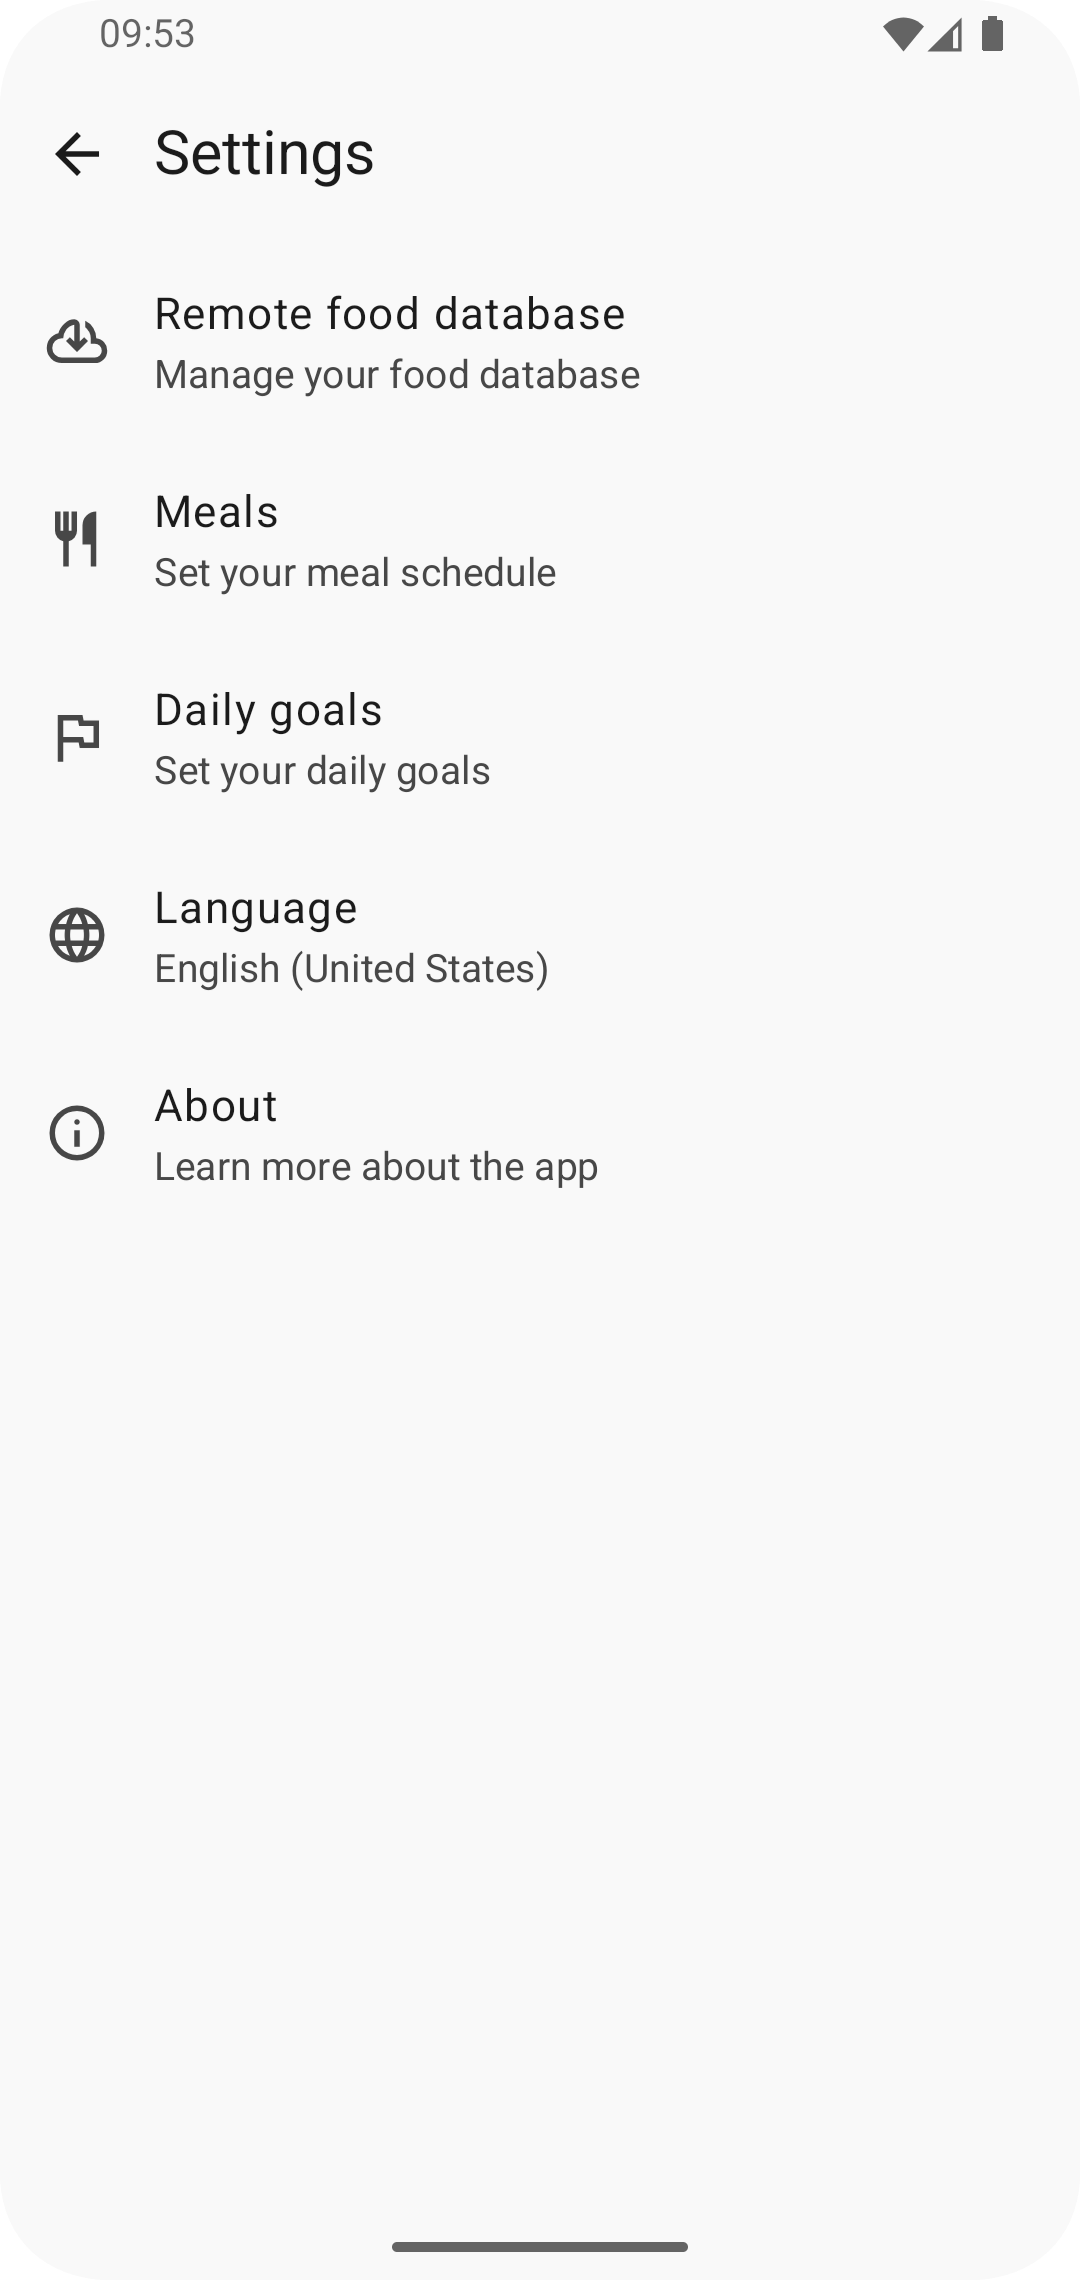 09:53
Settings
Remote food database
Manage your food database
Meals
Set your meal schedule
Daily goals
Set your daily goals
Language
English (United States)
About
Learn more about the app